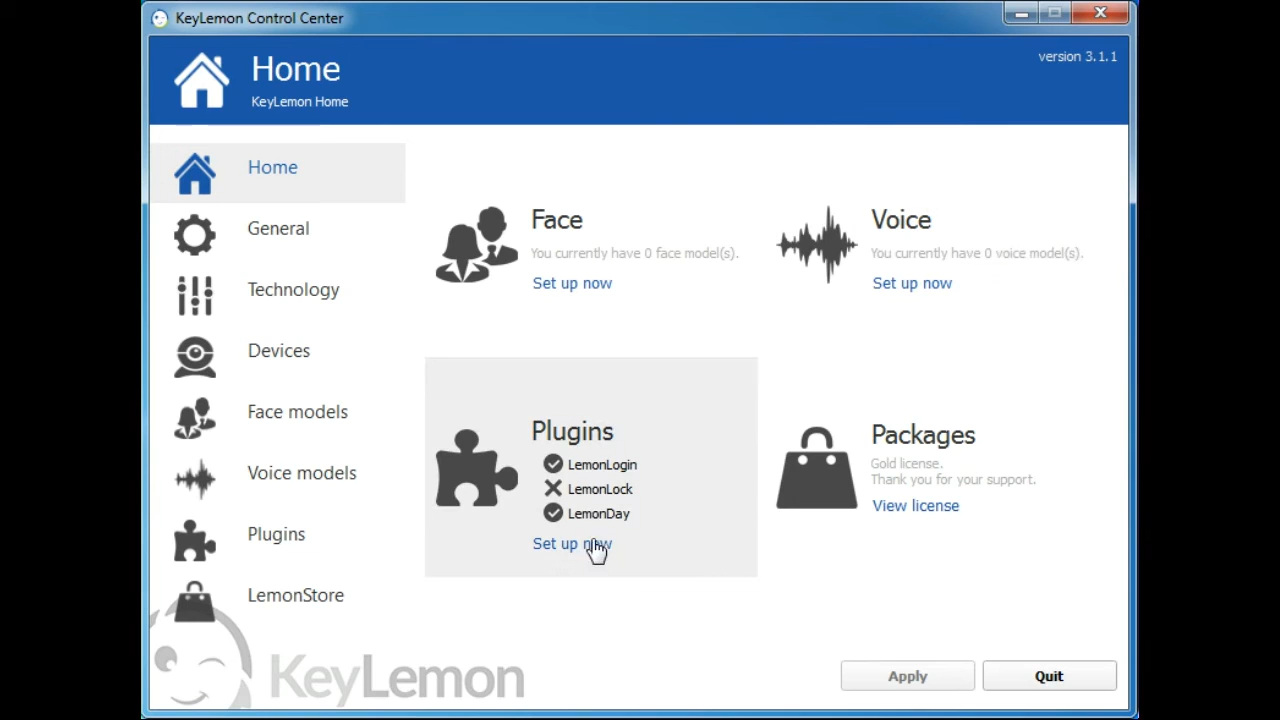 KeyLemon Control Center
Home
KeyLemon Home
version 3.1.1
Home
General
Technology
Devices
Face models
Voice models
Plugins
LemonStore
Face
You currently have 0 face model(s).
Set up now
Voice
You currently have 0 voice model(s).
Set up now
Plugins
LemonLogin
LemonLock
LemonDay
Set up now
Packages
Gold license.
Thank you for your support.
View license
KeyLemon
Apply
Quit